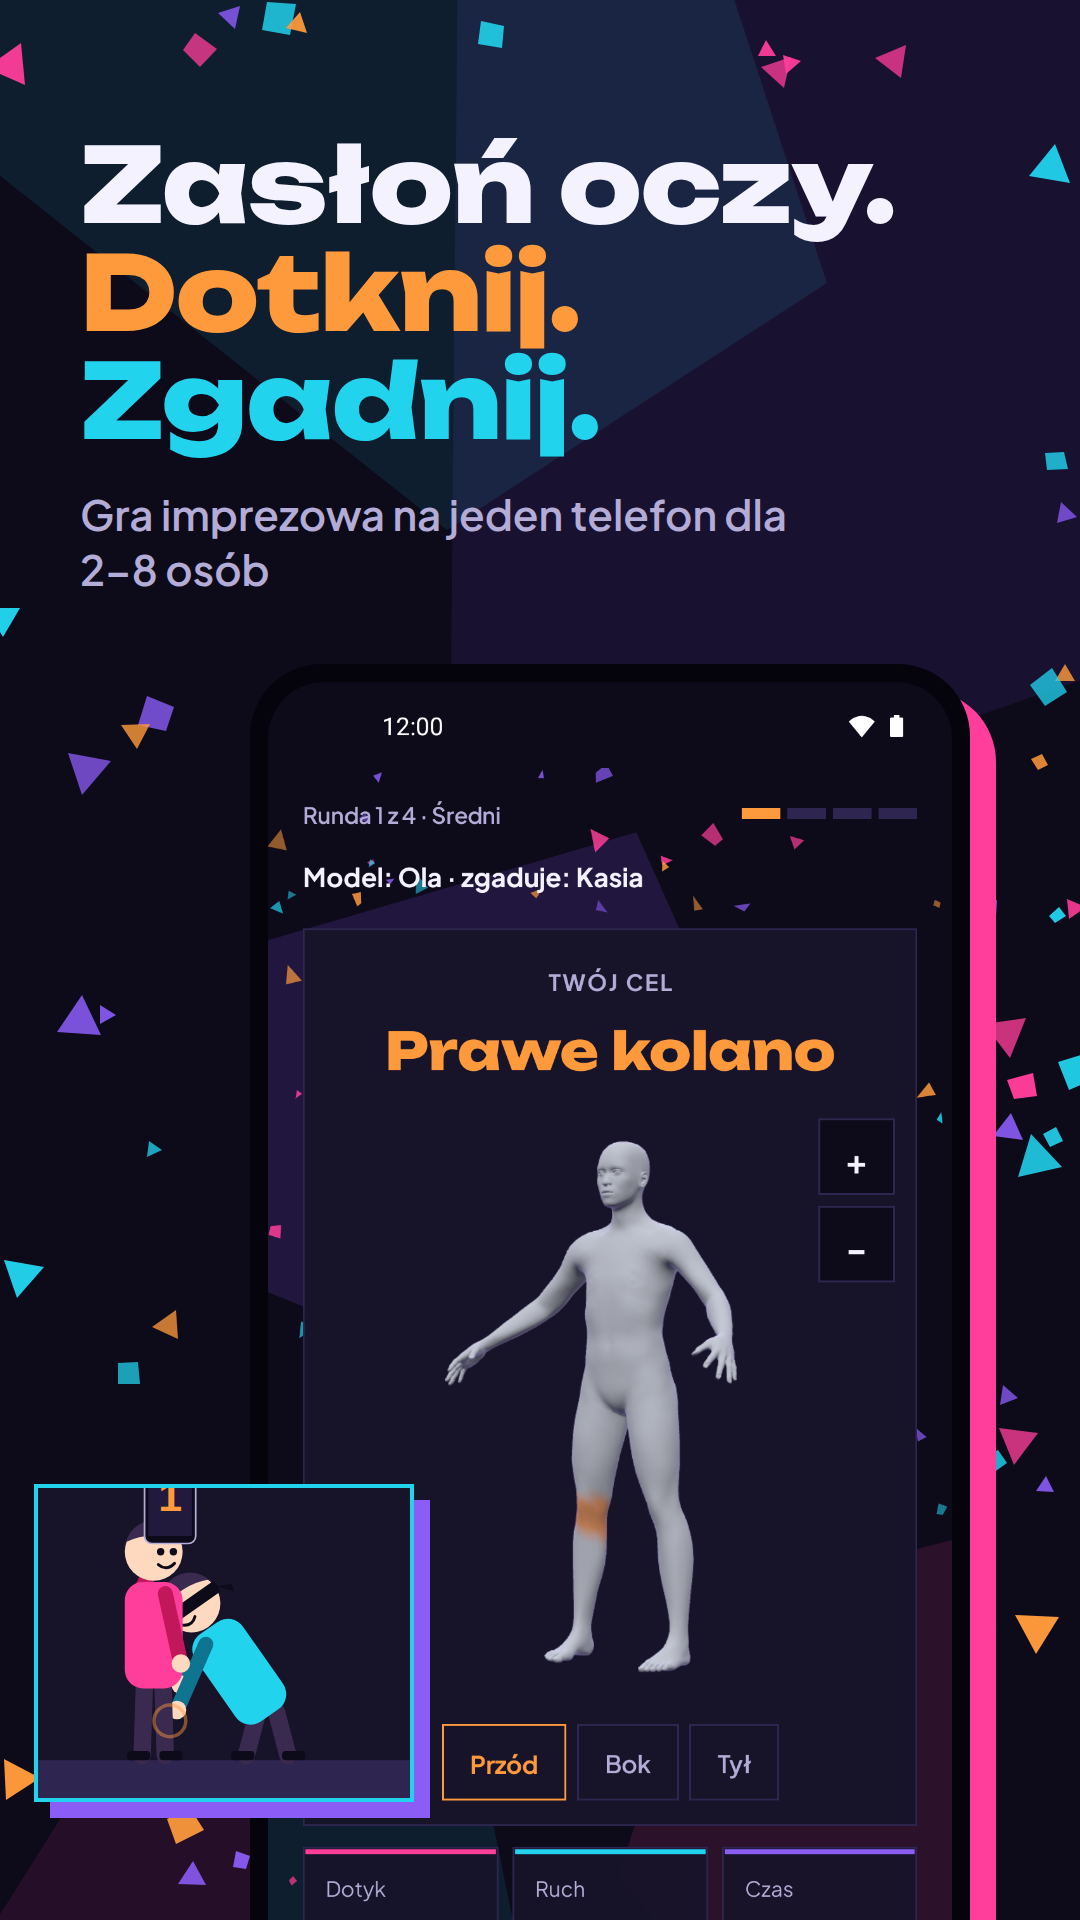 Zasłoń oczy.
Dotknij.
Zgadnij.
Gra imprezowa na jeden telefon dla
2–8 osób
12:00
Runda 1 z 4 · Średni
Model: Ola · zgaduje: Kasia
TWÓJ CEL
Prawe kolano
+
−
1
Przód
Bok
Tył
Dotyk
Ruch
Czas